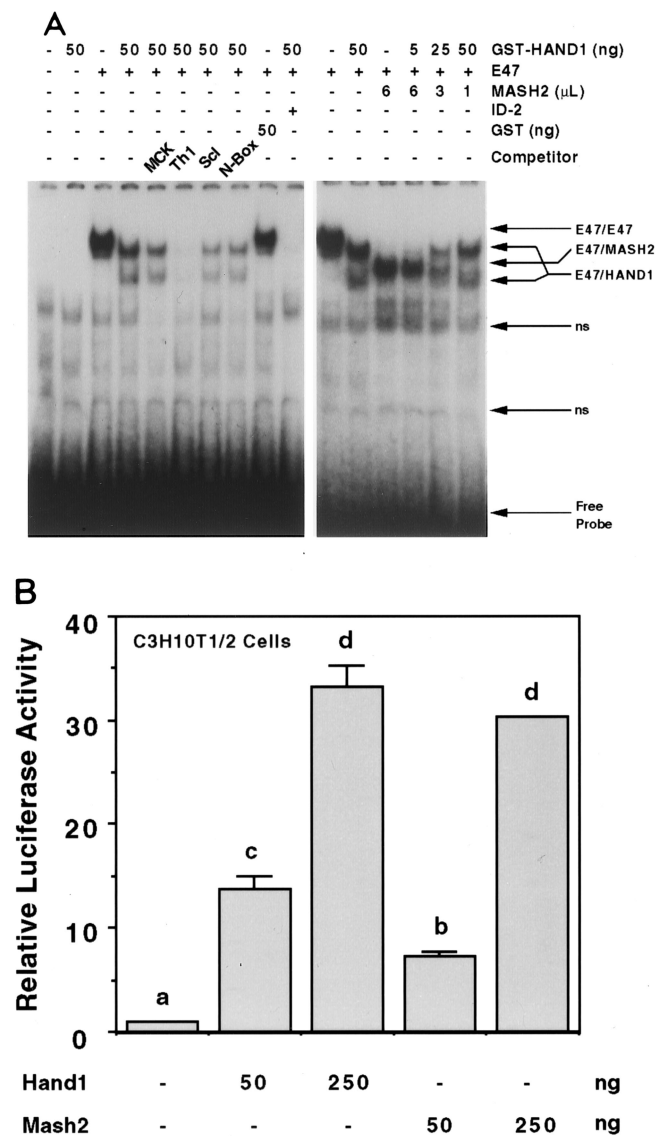 A
- 50 - 50 50 50 50 50 - 50 - 50 - 5 25 50 GST-HAND1 (ng)
- - + + + + + + + + + + + + + + E47
- - - - - - - - - - - - 6 6 3 1 MASH2 (µL)
- - - - - - - - - + - - - - - - ID-2
- - - - - - - - 50 - - - - - - - GST (ng)
- - - - MCK Th1 Scl N-Box - - - - - - - - Competitor
E47/E47
E47/MASH2
E47/HAND1
ns
ns
Free
Probe
B
40
C3H10T1/2 Cells
d
d
30
20
c
b
10
a
0
Relative Luciferase Activity
Hand1 - 50 250 - - ng
Mash2 - - - 50 250 ng